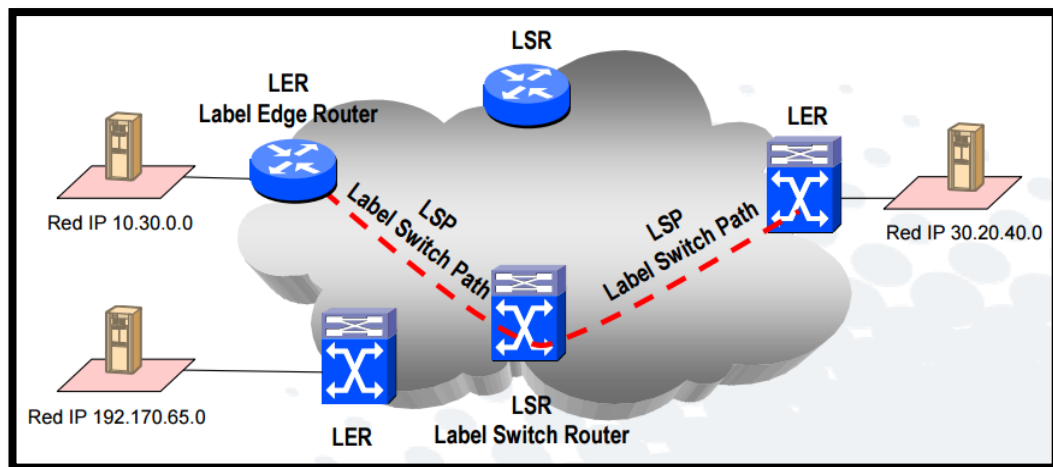 LSR
LER
Label Edge Router
LER
Red IP 10.30.0.0
LSP
Label Switch Path
LSP
Label Switch Path
Red IP 30.20.40.0
Red IP 192.170.65.0
LER
LSR
Label Switch Router